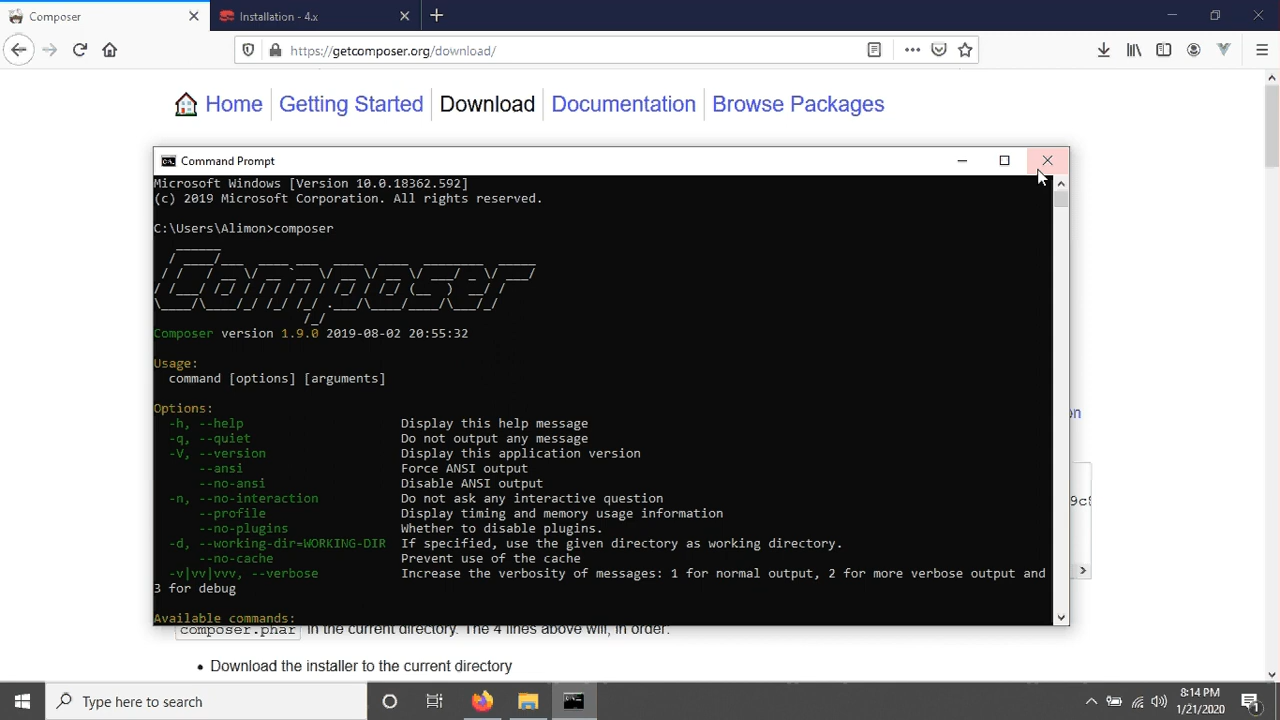 Composer
Installation - 4.x
https://getcomposer.org/download/
Home
Getting Started
Download
Documentation
Browse Packages
Command Prompt
Microsoft Windows [Version 10.0.18362.592]
(c) 2019 Microsoft Corporation. All rights reserved.
C:\Users\Alimon>composer
Composer
Composer version 1.9.0 2019-08-02 20:55:32
Usage:
command [options] [arguments]
Options:
-h, --help Display this help message
-q, --quiet Do not output any message
-V, --version Display this application version
--ansi Force ANSI output
--no-ansi Disable ANSI output
-n, --no-interaction Do not ask any interactive question
--profile Display timing and memory usage information
--no-plugins Whether to disable plugins.
-d, --working-dir=WORKING-DIR If specified, use the given directory as working directory.
--no-cache Prevent use of the cache
-v|vv|vvv, --verbose Increase the verbosity of messages: 1 for normal output, 2 for more verbose output and
3 for debug
Available commands:
on
composer.phar in the current directory. The 4 lines above will, in order:
• Download the installer to the current directory
Type here to search
8:14 PM
1/21/2020
1